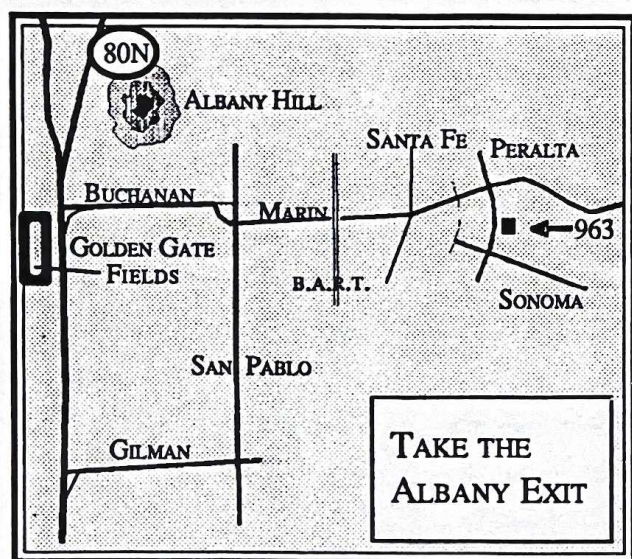 80N
ALBANY HILL
SANTA FE
PERALTA
BUCHANAN
MARIN
963
GOLDEN GATE
FIELDS
B.A.R.T.
SONOMA
SAN PABLO
GILMAN
TAKE THE
ALBANY EXIT